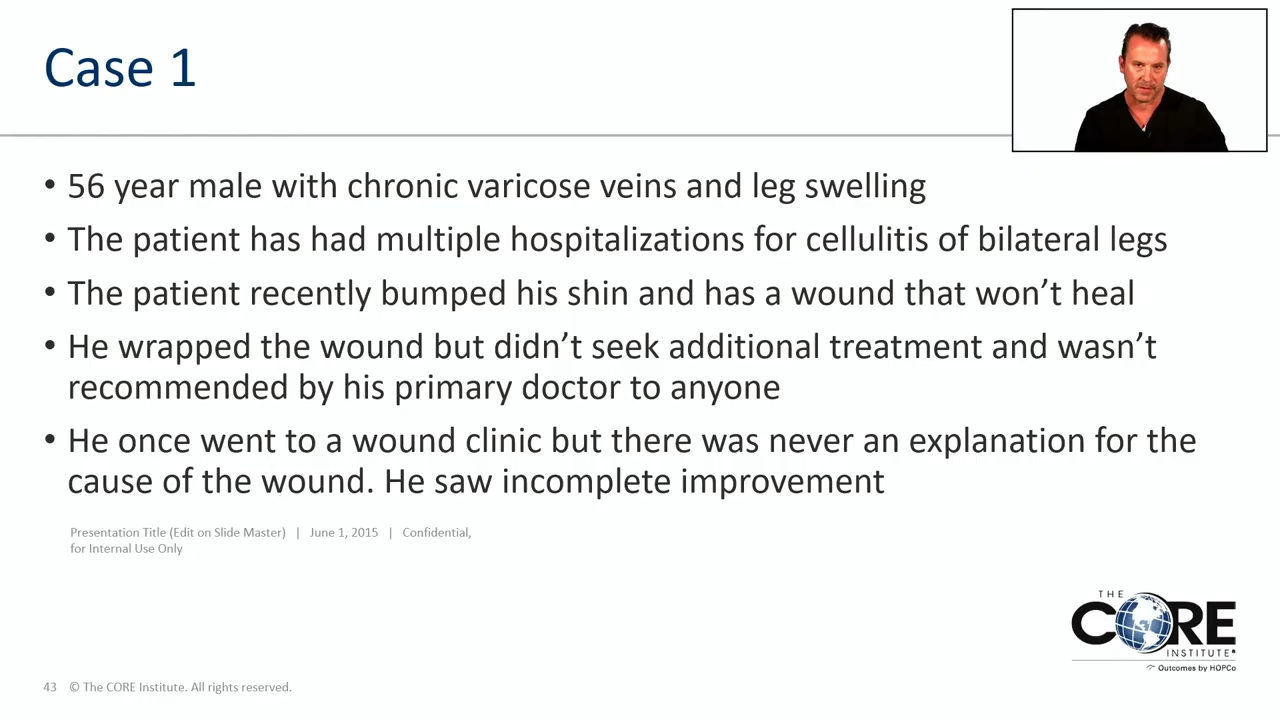 Case 1
• 56 year male with chronic varicose veins and leg swelling
• The patient has had multiple hospitalizations for cellulitis of bilateral legs
• The patient recently bumped his shin and has a wound that won’t heal
• He wrapped the wound but didn’t seek additional treatment and wasn’t
recommended by his primary doctor to anyone
• He once went to a wound clinic but there was never an explanation for the
cause of the wound. He saw incomplete improvement
Presentation Title (Edit on Slide Master) | June 1, 2015 | Confidential,
for Internal Use Only
THE
CORE
INSTITUTE
Outcomes by HOPCo
43 © The CORE Institute. All rights reserved.